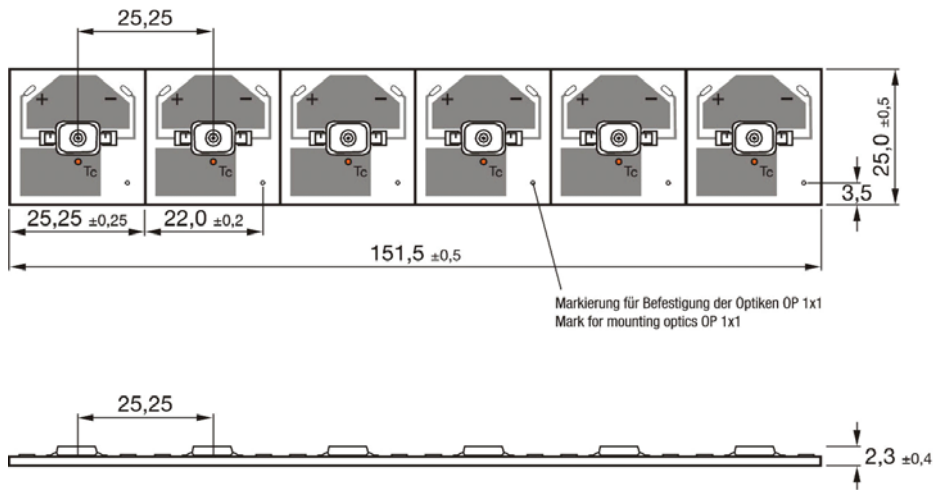 25,25
+ − + − + − + − + − + −
Tc Tc Tc Tc Tc Tc
25,0 ±0,5
3,5
25,25 ±0,25
22,0 ±0,2
151,5 ±0,5
Markierung für Befestigung der Optiken OP 1x1
Mark for mounting optics OP 1x1
25,25
2,3 ±0,4